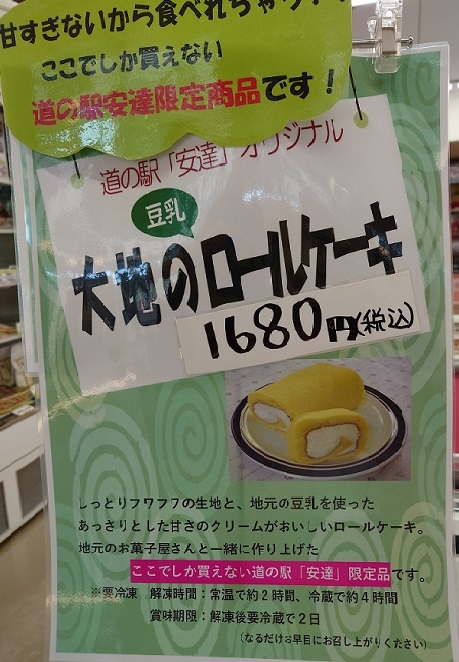 甘すぎないから食べれちゃう！！
ここでしか買えない
道の駅安達限定商品です！
道の駅「安達」オリジナル
豆乳
大地のロールケーキ
1680円(税込)
しっとりフワフワの生地と、地元の豆乳を使った
あっさりとした甘さのクリームがおいしいロールケーキ。
地元のお菓子屋さんと一緒に作り上げた
ここでしか買えない道の駅「安達」限定品です。
※要冷凍 解凍時間：常温で約２時間、冷蔵で約４時間
賞味期限：解凍後要冷蔵で２日
（なるだけお早目にお召し上がりください）